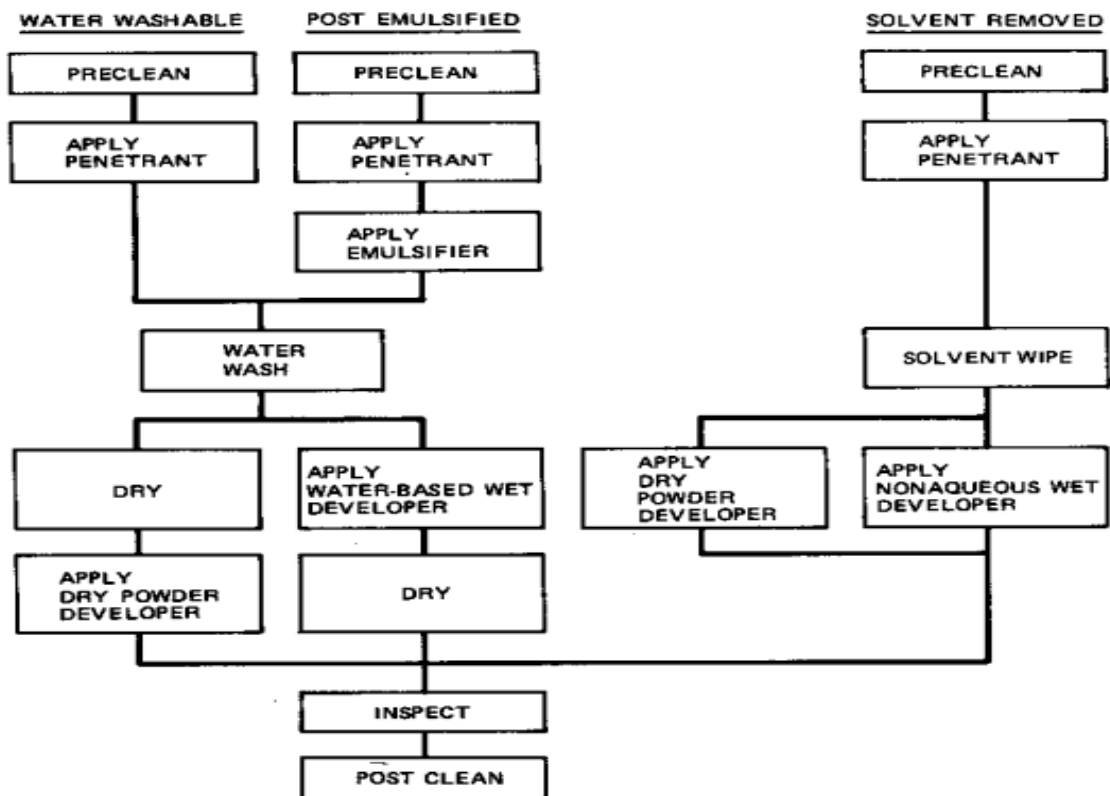 WATER WASHABLE
POST EMULSIFIED
SOLVENT REMOVED
PRECLEAN
PRECLEAN
PRECLEAN
APPLY
PENETRANT
APPLY
PENETRANT
APPLY
PENETRANT
APPLY
EMULSIFIER
WATER
WASH
SOLVENT WIPE
DRY
APPLY
WATER-BASED WET
DEVELOPER
APPLY
DRY
POWDER
DEVELOPER
APPLY
NONAQUEOUS WET
DEVELOPER
APPLY
DRY POWDER
DEVELOPER
DRY
INSPECT
POST CLEAN